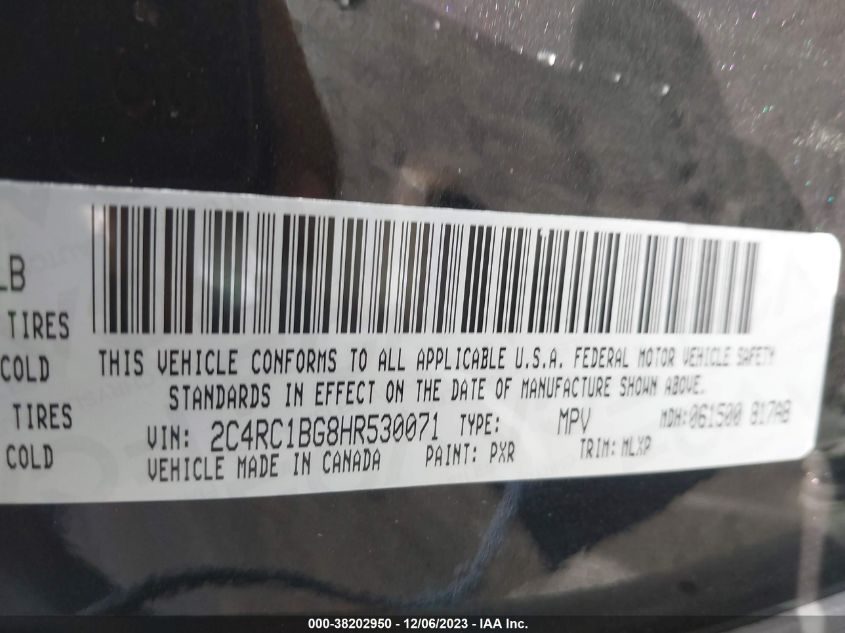 LB
TIRES
COLD
TIRES
COLD
THIS VEHICLE CONFORMS TO ALL APPLICABLE U.S.A. FEDERAL MOTOR VEHICLE SAFETY
STANDARDS IN EFFECT ON THE DATE OF MANUFACTURE SHOWN ABOVE.
VIN: 2C4RC1BG8HR530071 TYPE: MPV MDH:061500 817AB
VEHICLE MADE IN CANADA PAINT: PXR TRIM: MLXP
000-38202950 - 12/06/2023 - IAA Inc.